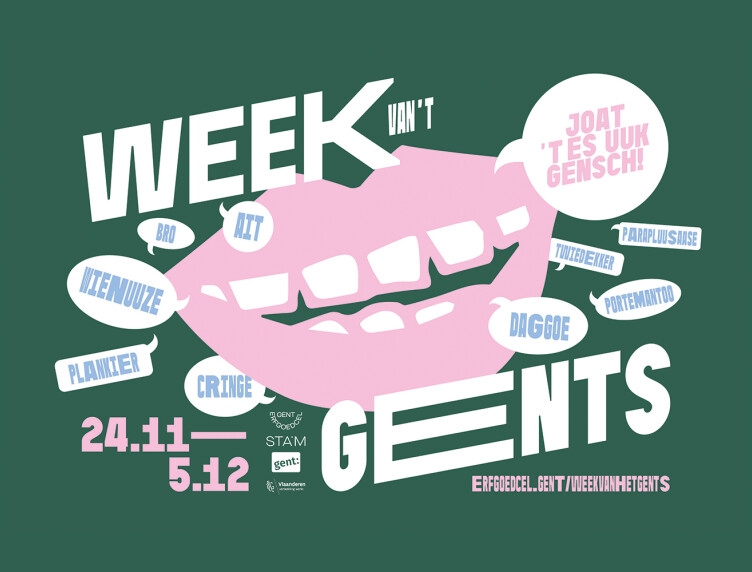 WEEK
VAN'T
JOAT
'T ES UUK
GENSCH!
BRO
AIT
PARAPLUUSAASE
TWIEDEKKER
WIENUUZE
PORTEMANTOO
DAGGOE
PLANKIER
CRINGE
GENTS
24.11—
5.12
GENT
ERFGOEDCEL
STAM
gent:
Vlaanderen
ERFGOEDCEL.GENT/WEEKVANHETGENTS